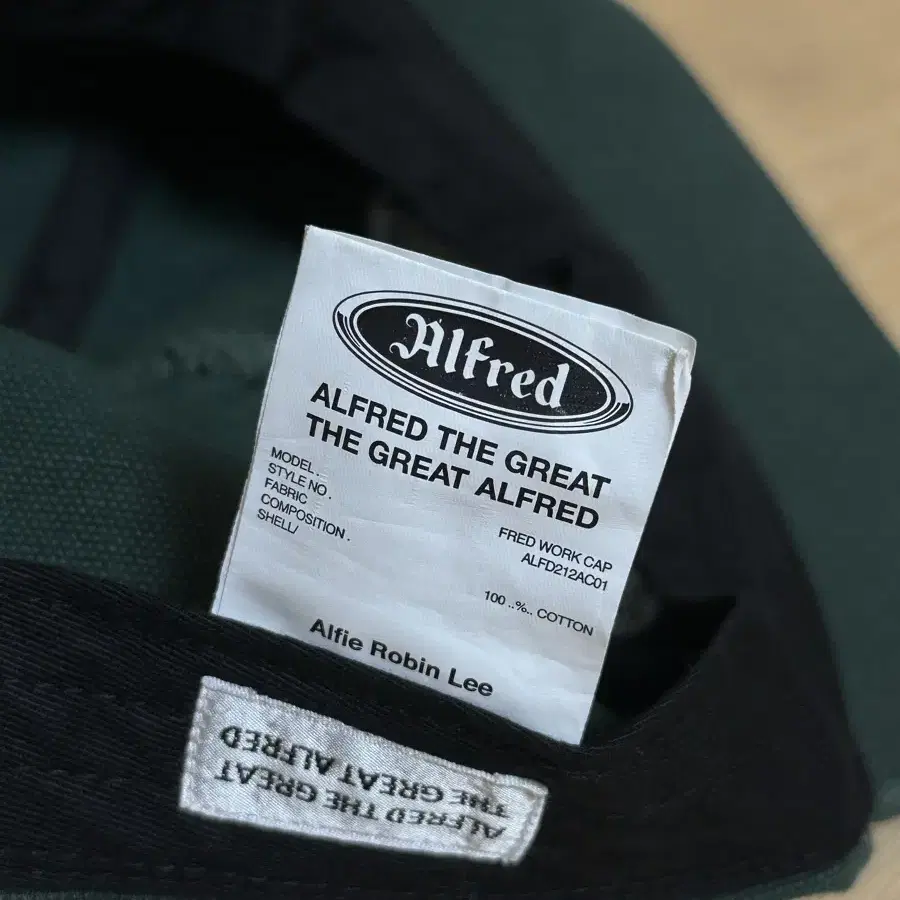 Alfred
ALFRED THE GREAT
THE GREAT ALFRED
MODEL .
STYLE NO .
FABRIC
COMPOSITION .
SHELL/
FRED WORK CAP
ALFD212AC01
100 ..%.. COTTON
Alfie Robin Lee
ALFRED THE GREAT
THE GREAT ALFRED